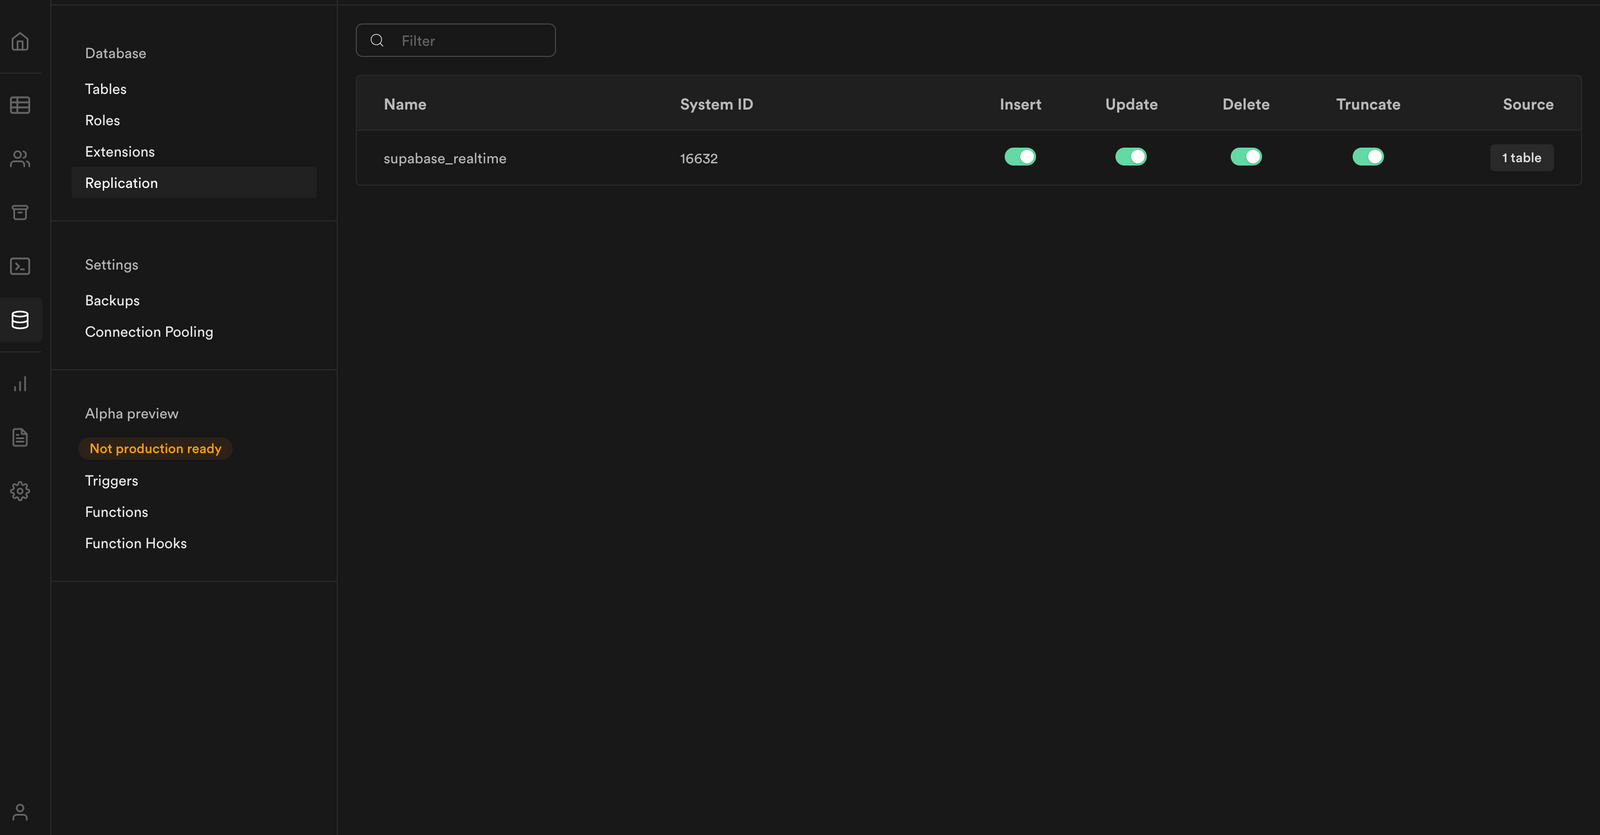 Database
Tables
Roles
Extensions
Replication
Settings
Backups
Connection Pooling
Alpha preview
Not production ready
Triggers
Functions
Function Hooks
Filter
Name System ID Insert Update Delete Truncate Source
supabase_realtime 16632 1 table